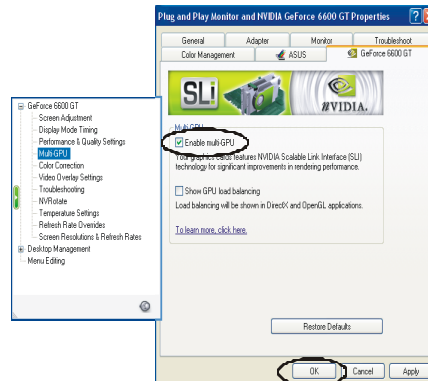 Plug and Play Monitor and NVIDIA GeForce 6600 GT Properties
General Adapter Monitor Troubleshoot
Color Management ASUS GeForce 6600 GT
SLi NVIDIA.
Multi-GPU
Enable multi-GPU
Your graphics cards features NVIDIA Scalable Link Interface (SLI)
technology for significant improvements in rendering performance.
Show GPU load balancing
Load balancing will be shown in DirectX and OpenGL applications.
To learn more, click here.
Restore Defaults
OK Cancel Apply
GeForce 6600 GT
Screen Adjustment
Display Mode Timing
Performance & Quality Settings
Multi-GPU
Color Correction
Video Overlay Settings
Troubleshooting
NVRotate
Temperature Settings
Refresh Rate Overrides
Screen Resolutions & Refresh Rates
Desktop Management
Menu Editing